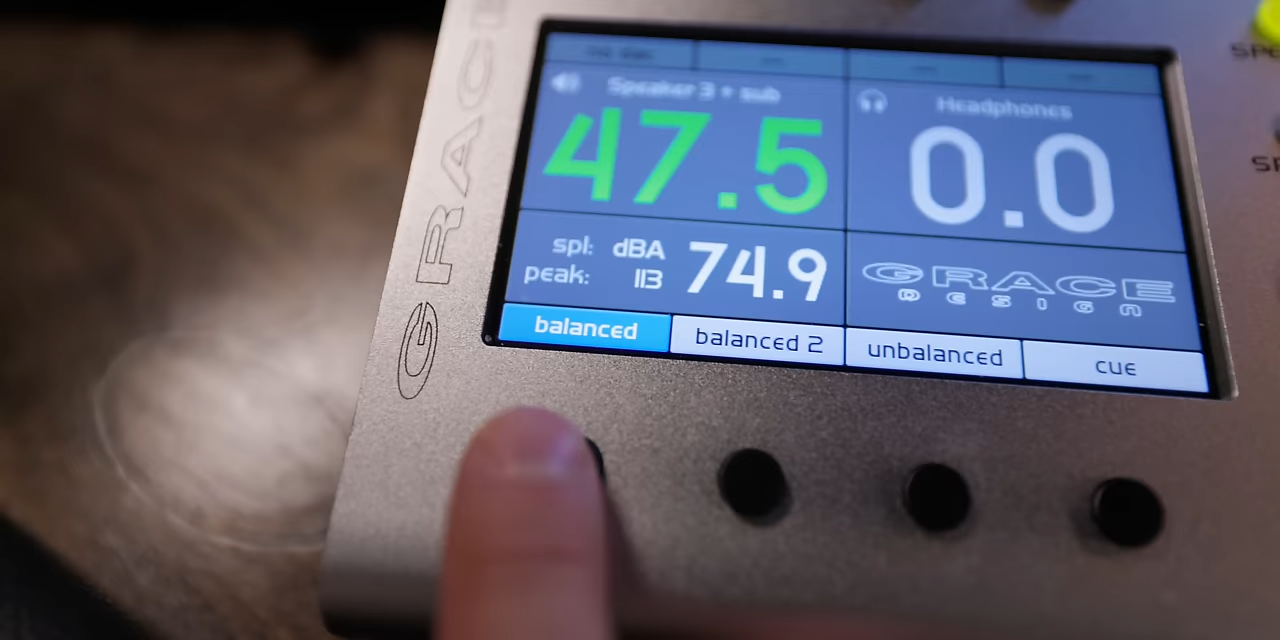 GRACE
Speaker 3 + sub
47.5
Headphones
0.0
spl: dBA 74.9
peak: 113
GRACE
DESIGN
balanced
balanced 2
unbalanced
cue